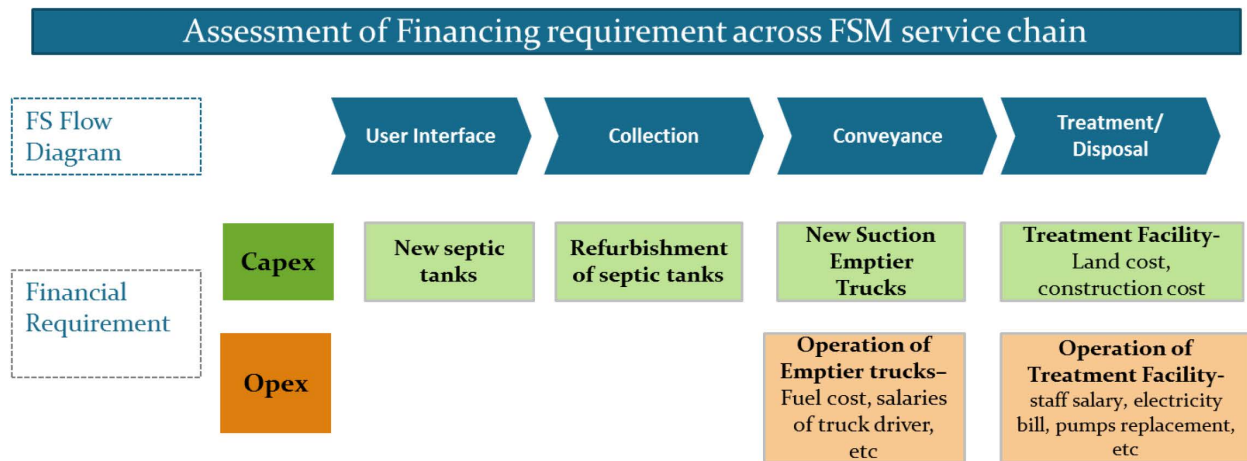 Assessment of Financing requirement across FSM service chain
FS Flow
Diagram
User Interface
Collection
Conveyance
Treatment/
Disposal
Financial
Requirement
Capex
New septic
tanks
Refurbishment
of septic tanks
New Suction
Emptier
Trucks
Treatment Facility-
Land cost,
construction cost
Opex
Operation of
Emptier trucks–
Fuel cost, salaries
of truck driver,
etc
Operation of
Treatment Facility-
staff salary, electricity
bill, pumps replacement,
etc